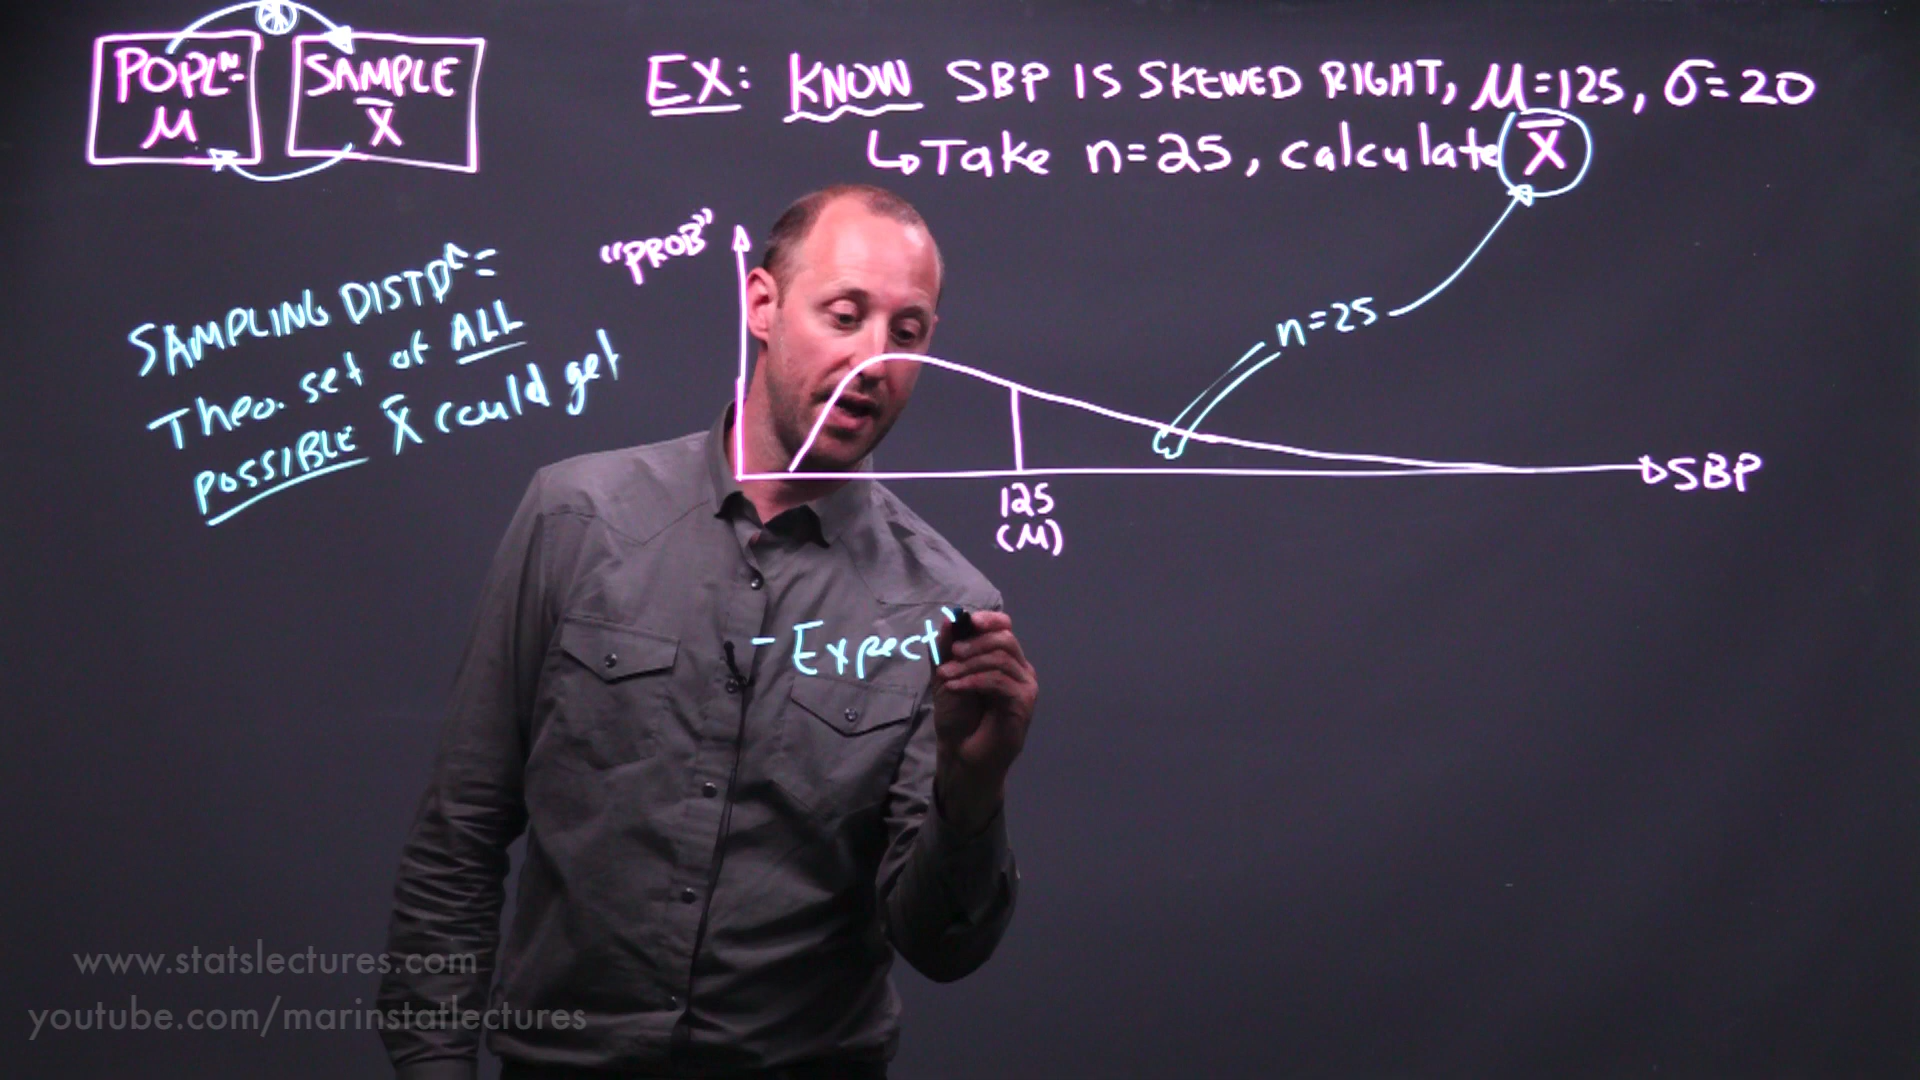 POPLᴺ
μ
SAMPLE
x̄
EX: KNOW SBP IS SKEWED RIGHT, μ=125, σ=20
↳Take n=25, calculate x̄
"PROB"
SAMPLING DISTᴰᴺ=
Theo. set of ALL
POSSIBLE x̄ could get
n=25
SBP
125
(μ)
- Expect
www.statslectures.com
youtube.com/marinstatlectures